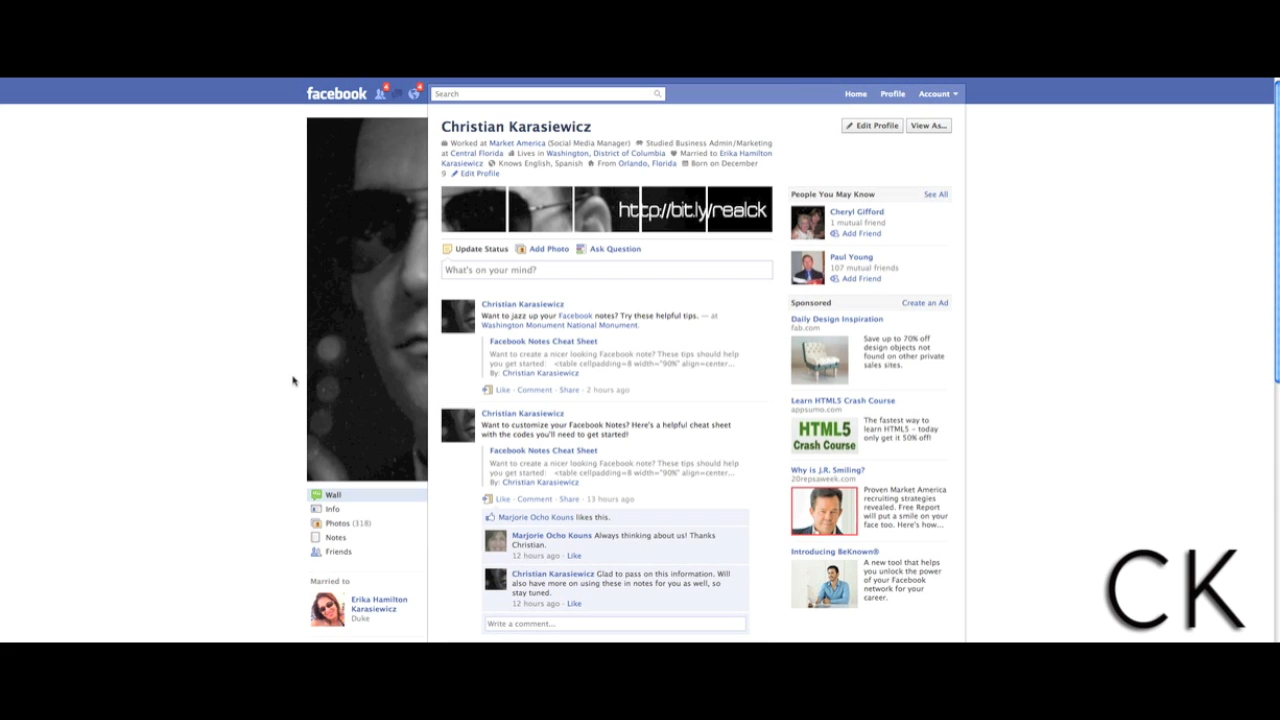 facebook
4
4
Search
Home Profile Account
Christian Karasiewicz
Edit Profile View As...
Worked at Market America (Social Media Manager) Studied Business Admin/Marketing
at Central Florida Lives in Washington, District of Columbia Married to Erika Hamilton
Karasiewicz Knows English, Spanish From Orlando, Florida Born on December
9 Edit Profile
http://bit.ly/realck
Update Status Add Photo Ask Question
What's on your mind?
Christian Karasiewicz
Want to jazz up your Facebook notes? Try these helpful tips. — at
Washington Monument National Monument.
Facebook Notes Cheat Sheet
Want to create a nicer looking Facebook note? These tips should help
you get started: <table cellpadding=8 width="90%" align=center...
By: Christian Karasiewicz
Like · Comment · Share · 2 hours ago
Christian Karasiewicz
Want to customize your Facebook Notes? Here's a helpful cheat sheet
with the codes you'll need to get started!
Facebook Notes Cheat Sheet
Want to create a nicer looking Facebook note? These tips should help
you get started: <table cellpadding=8 width="90%" align=center...
By: Christian Karasiewicz
Like · Comment · Share · 13 hours ago
Marjorie Ocho Kouns likes this.
Marjorie Ocho Kouns Always thinking about us! Thanks
Christian.
12 hours ago · Like
Christian Karasiewicz Glad to pass on this information. Will
also have more on using these in notes for you as well, so
stay tuned.
12 hours ago · Like
Write a comment...
People You May Know See All
Cheryl Gifford
1 mutual friend
Add Friend
Paul Young
107 mutual friends
Add Friend
Sponsored Create an Ad
Daily Design Inspiration
fab.com
Save up to 70% off
design objects not
found on other private
sales sites.
Learn HTML5 Crash Course
appsumo.com
HTML5
Crash Course
The fastest way to
learn HTML5 - today
only get it 50% off!
Why is J.R. Smiling?
20repsaweek.com
Proven Market America
recruiting strategies
revealed. Free Report
will put a smile on your
face too. Here's how...
Introducing BeKnown®
A new tool that helps
you unlock the power
of your Facebook
network for your
career.
Wall
Info
Photos (318)
Notes
Friends
Married to
Erika Hamilton
Karasiewicz
Duke
CK